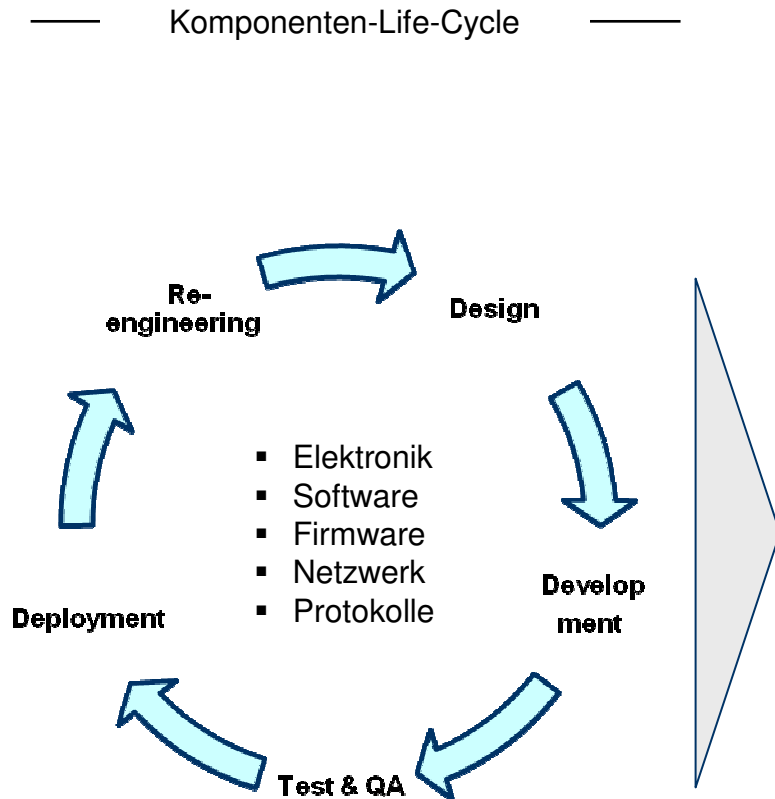 Komponenten-Life-Cycle
Re-
engineering
Design
▪ Elektronik
▪ Software
▪ Firmware
▪ Netzwerk
▪ Protokolle
Develop
ment
Deployment
Test & QA